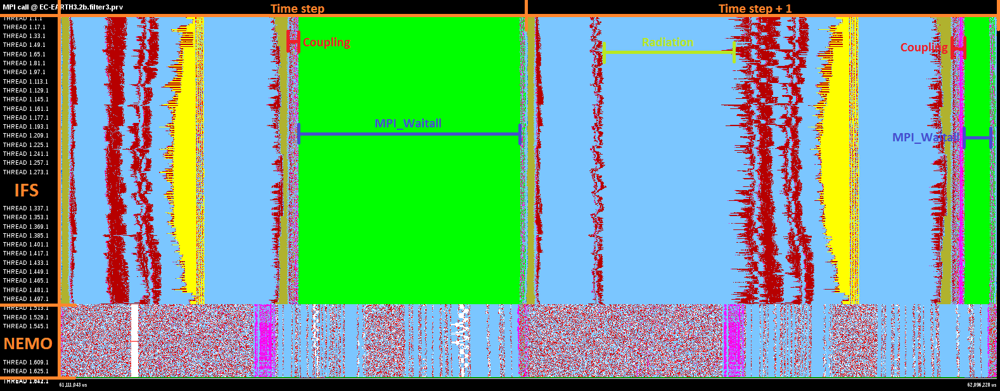 MPI call @ EC-EARTH3.2b.filter3.prv
Time step
Time step + 1
THREAD 1.1.1
THREAD 1.17.1
THREAD 1.33.1
THREAD 1.49.1
THREAD 1.65.1
THREAD 1.81.1
THREAD 1.97.1
THREAD 1.113.1
THREAD 1.129.1
THREAD 1.145.1
THREAD 1.161.1
THREAD 1.177.1
THREAD 1.193.1
THREAD 1.209.1
THREAD 1.225.1
THREAD 1.241.1
THREAD 1.257.1
THREAD 1.273.1
IFS
THREAD 1.337.1
THREAD 1.353.1
THREAD 1.369.1
THREAD 1.385.1
THREAD 1.401.1
THREAD 1.417.1
THREAD 1.433.1
THREAD 1.449.1
THREAD 1.465.1
THREAD 1.481.1
THREAD 1.497.1
THREAD 1.513.1
THREAD 1.529.1
THREAD 1.545.1
NEMO
THREAD 1.609.1
THREAD 1.625.1
THREAD 1.642.1
Coupling
Radiation
Coupling
MPI_Waitall
MPI_Waitall
61,111,043 us
62,096,228 us